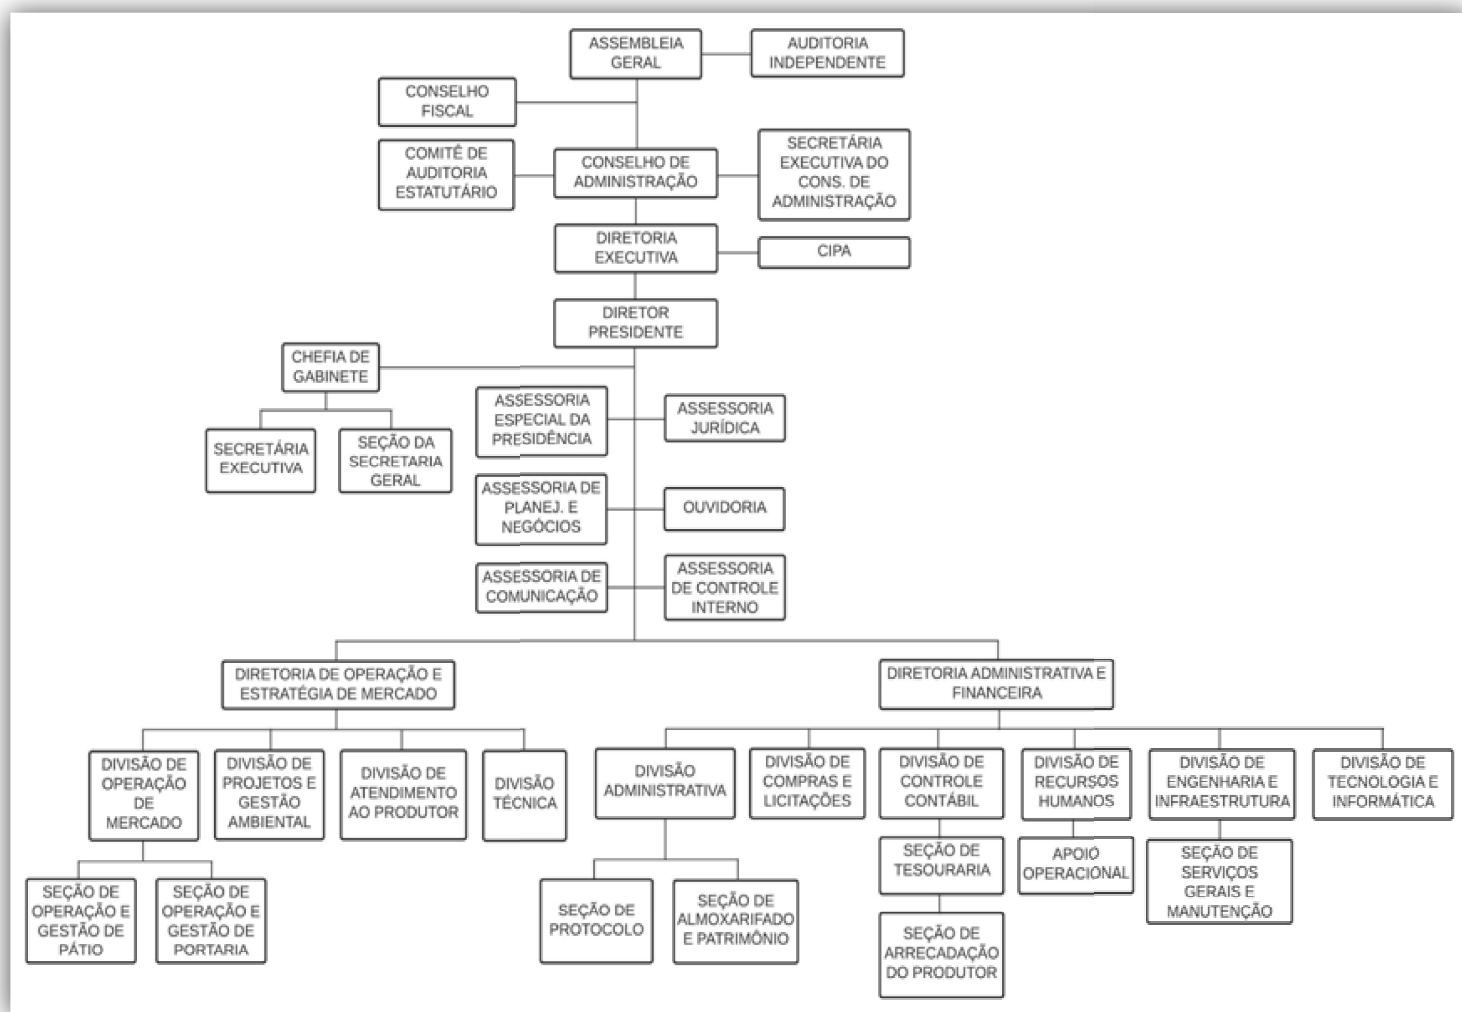 ASSEMBLEIA
GERAL
AUDITORIA
INDEPENDENTE
CONSELHO
FISCAL
COMITÊ DE
AUDITORIA
ESTATUTÁRIO
CONSELHO DE
ADMINISTRAÇÃO
SECRETÁRIA
EXECUTIVA DO
CONS. DE
ADMINISTRAÇÃO
DIRETORIA
EXECUTIVA
CIPA
DIRETOR
PRESIDENTE
CHEFIA DE
GABINETE
SECRETÁRIA
EXECUTIVA
SEÇÃO DA
SECRETARIA
GERAL
ASSESSORIA
ESPECIAL DA
PRESIDÊNCIA
ASSESSORIA
JURÍDICA
ASSESSORIA DE
PLANEJ. E
NEGÓCIOS
OUVIDORIA
ASSESSORIA DE
COMUNICAÇÃO
ASSESSORIA
DE CONTROLE
INTERNO
DIRETORIA DE OPERAÇÃO E
ESTRATÉGIA DE MERCADO
DIRETORIA ADMINISTRATIVA E
FINANCEIRA
DIVISÃO DE
OPERAÇÃO
DE
MERCADO
DIVISÃO DE
PROJETOS E
GESTÃO
AMBIENTAL
DIVISÃO DE
ATENDIMENTO
AO PRODUTOR
DIVISÃO
TÉCNICA
DIVISÃO
ADMINISTRATIVA
DIVISÃO DE
COMPRAS E
LICITAÇÕES
DIVISÃO DE
CONTROLE
CONTÁBIL
DIVISÃO DE
RECURSOS
HUMANOS
DIVISÃO DE
ENGENHARIA E
INFRAESTRUTURA
DIVISÃO DE
TECNOLOGIA E
INFORMÁTICA
SEÇÃO DE
OPERAÇÃO E
GESTÃO DE
PÁTIO
SEÇÃO DE
OPERAÇÃO E
GESTÃO DE
PORTARIA
SEÇÃO DE
PROTOCOLO
SEÇÃO DE
ALMOXARIFADO
E PATRIMÔNIO
SEÇÃO DE
TESOURARIA
SEÇÃO DE
ARRECADAÇÃO
DO PRODUTOR
APOIO
OPERACIONAL
SEÇÃO DE
SERVIÇOS
GERAIS E
MANUTENÇÃO